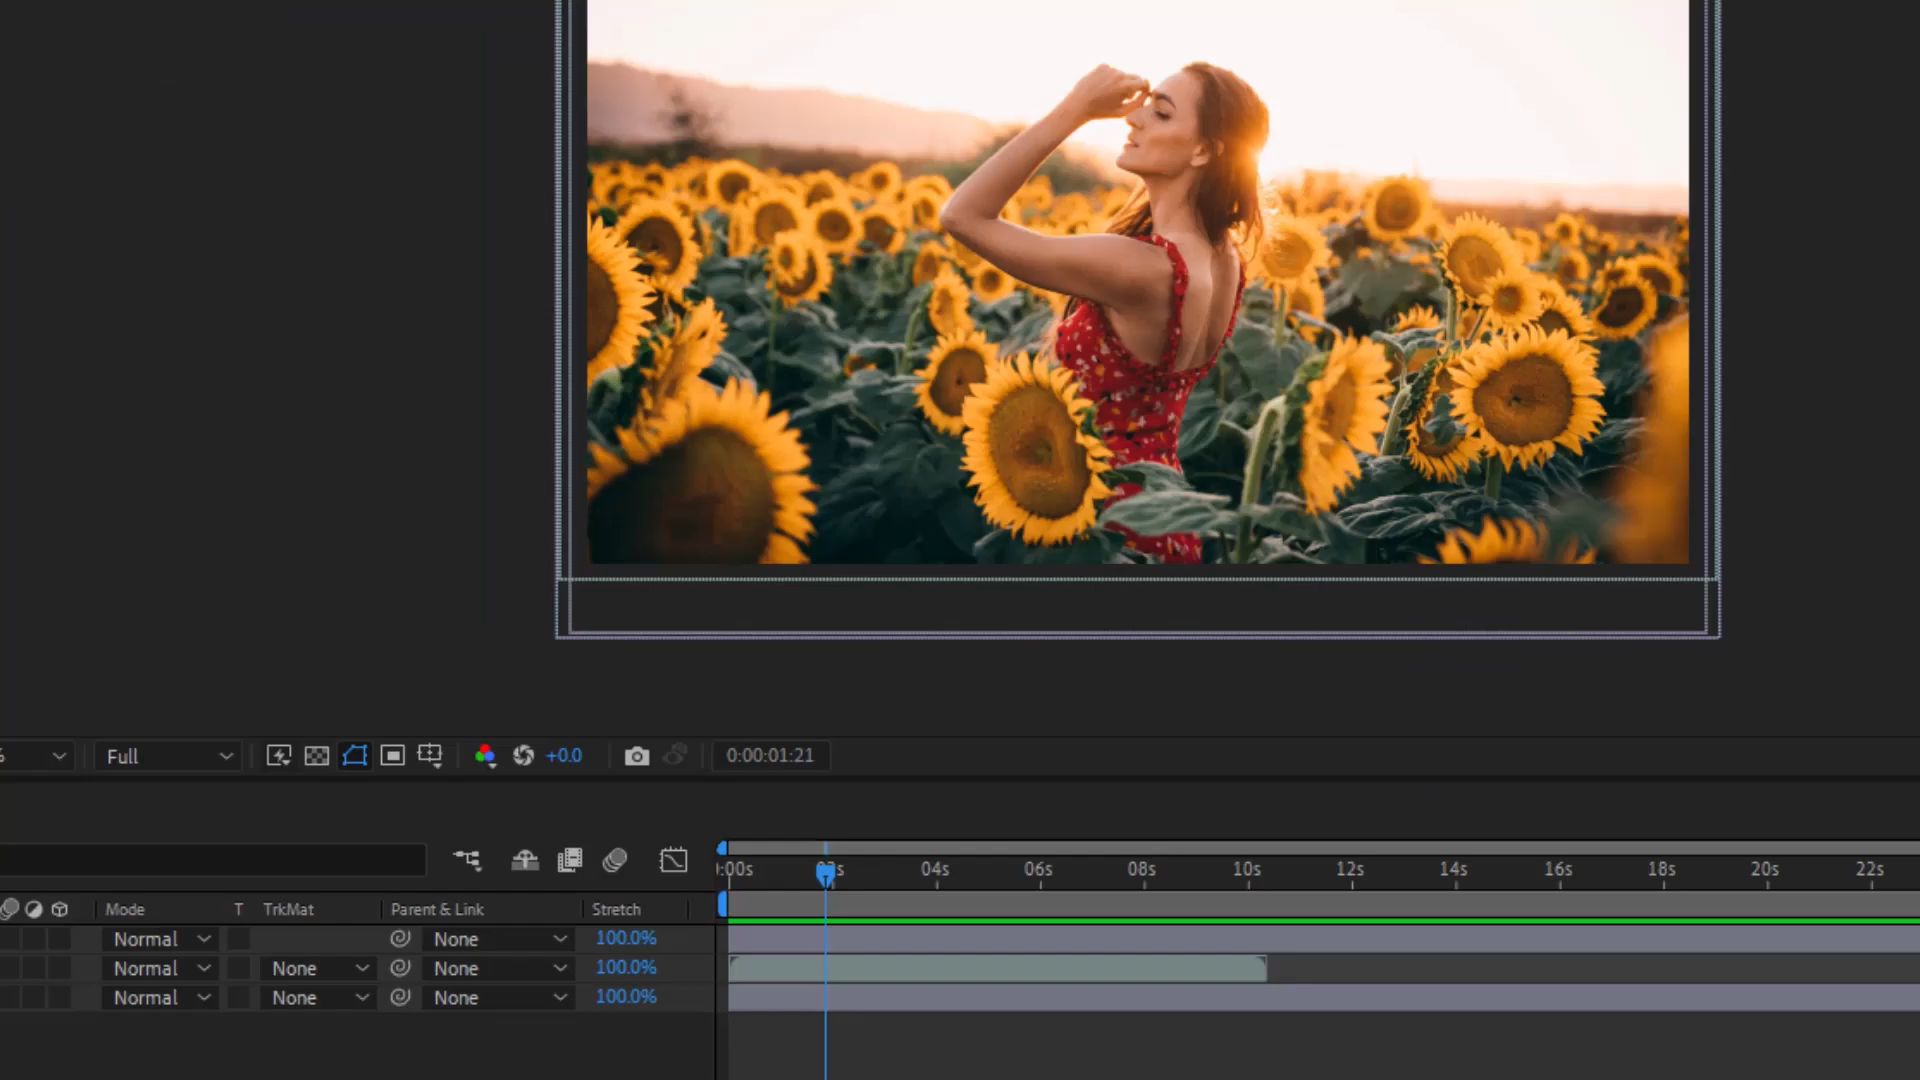 Full +0.0 0:00:01:21
:00s 02s 04s 06s 08s 10s 12s 14s 16s 18s 20s 22s
Mode T TrkMat Parent & Link Stretch
Normal None 100.0%
Normal None None 100.0%
Normal None None 100.0%